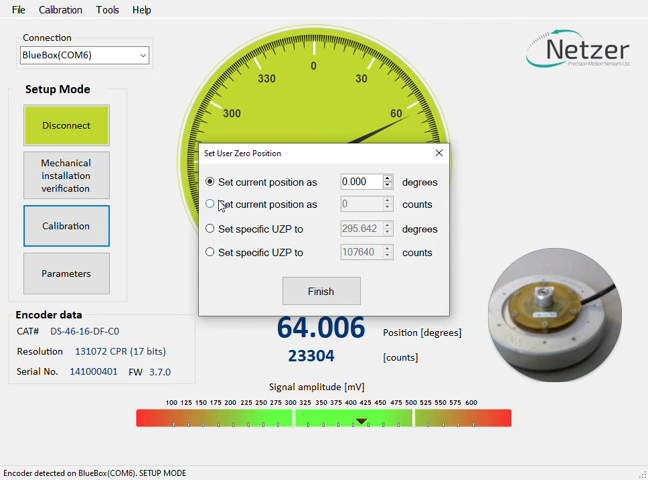 File Calibration Tools Help
Connection
BlueBox(COM6)
Netzer
Precision Motion Sensors Ltd.
Setup Mode
Disconnect
Mechanical
installation
verification
Calibration
Parameters
0
330
30
300
60
Set User Zero Position
Set current position as 0.000 degrees
Set current position as 0 counts
Set specific UZP to 295.642 degrees
Set specific UZP to 107640 counts
Finish
Encoder data
CAT# DS-46-16-DF-C0
Resolution 131072 CPR (17 bits)
Serial No. 141000401 FW 3.7.0
64.006 Position [degrees]
23304 [counts]
Signal amplitude [mV]
100 125 150 175 200 225 250 275 300 325 350 375 400 425 450 475 500 525 550 575 600
Encoder detected on BlueBox(COM6). SETUP MODE